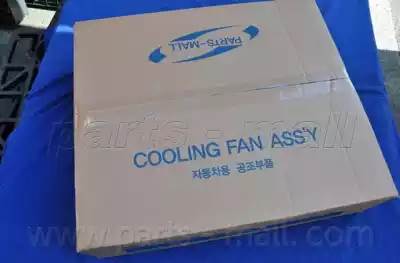 PARTS-MALL
parts - mall
COOLING FAN ASS'Y
자동차용 공조부품
www.parts-mall.com